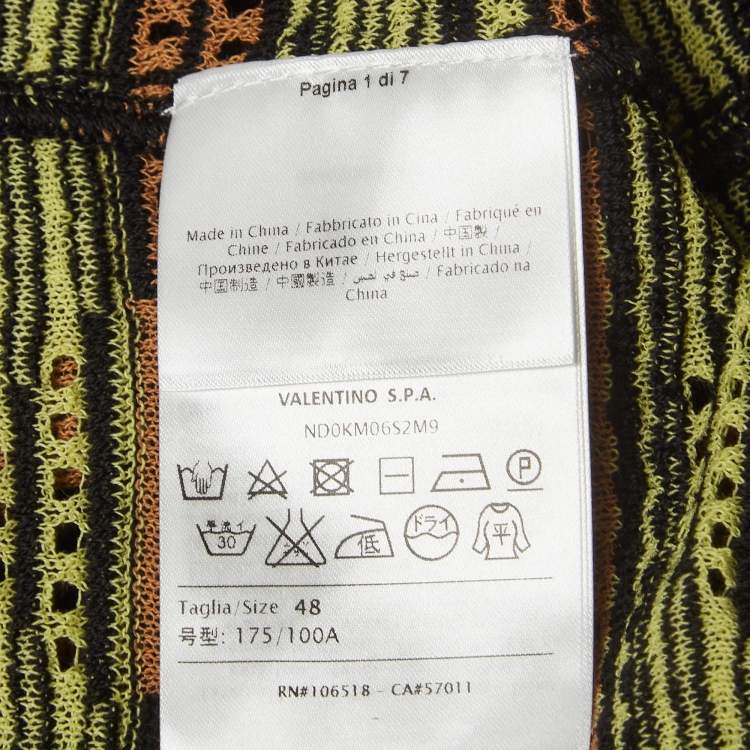 Pagina 1 di 7
Made in China / Fabbricato in Cina / Fabriqué en
Chine / Fabricado en China / 中国製 /
Произведено в Китае / Hergestellt in China /
中国制造 / 中國製造 / صنع في الصين / Fabricado na
China
VALENTINO S.P.A.
ND0KM06S2M9
P
30
低
ドライ
平
Taglia/Size 48
号型: 175/100A
RN#106518 - CA#57011